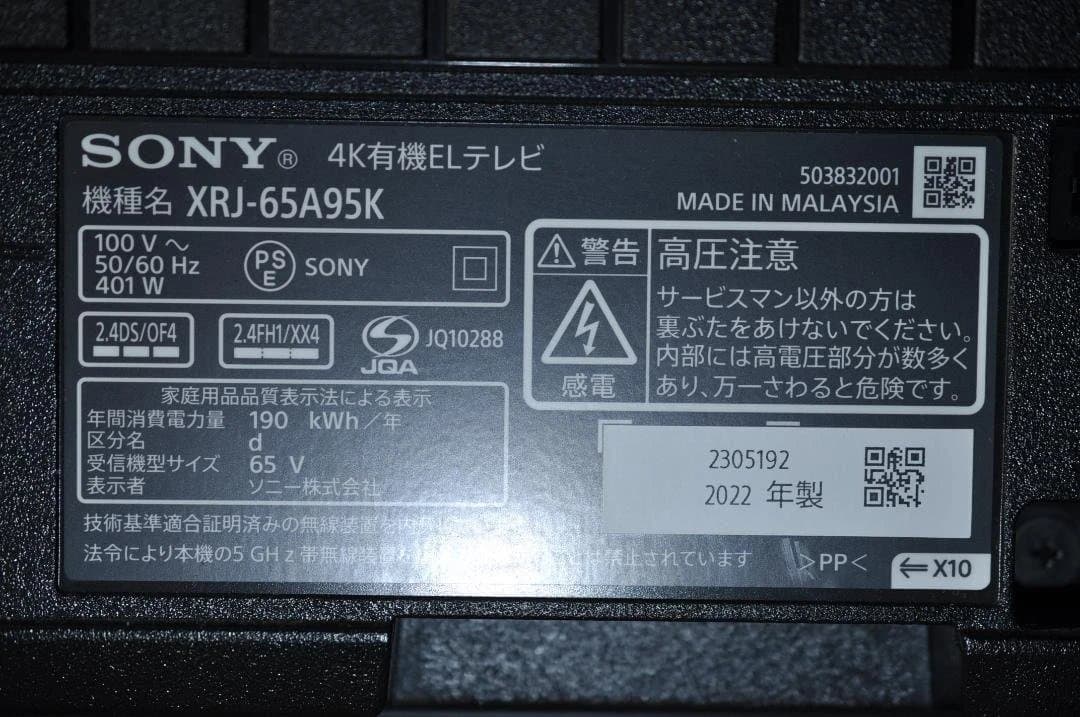 SONY® 4K有機ELテレビ
機種名 XRJ-65A95K
503832001
MADE IN MALAYSIA
100 V ～
50/60 Hz
401 W
PS
E
SONY
2.4DS/OF4
2.4FH1/XX4
JQA
JQ10288
家庭用品品質表示法による表示
年間消費電力量 190 kWh／年
区分名 d
受信機型サイズ 65 V
表示者 ソニー株式会社
技術基準適合証明済みの無線装置を内
法令により本機の5 GHz帯無線装置 は禁止されています
警告
感電
高圧注意
サービスマン以外の方は
裏ぶたをあけないでください。
内部には高電圧部分が数多く
あり、万一さわると危険です。
2305192
2022 年製
>PP<
⇐X10